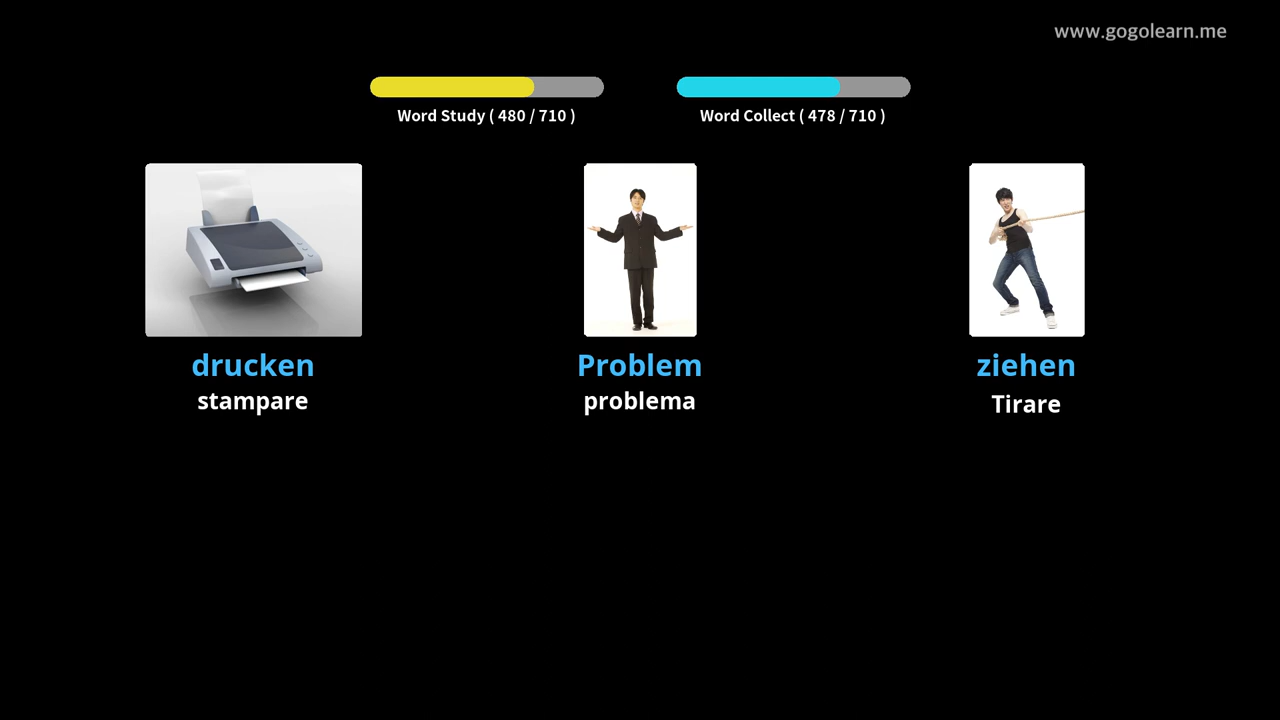 www.gogolearn.me
Word Study ( 480 / 710 )
Word Collect ( 478 / 710 )
drucken
stampare
Problem
problema
ziehen
Tirare